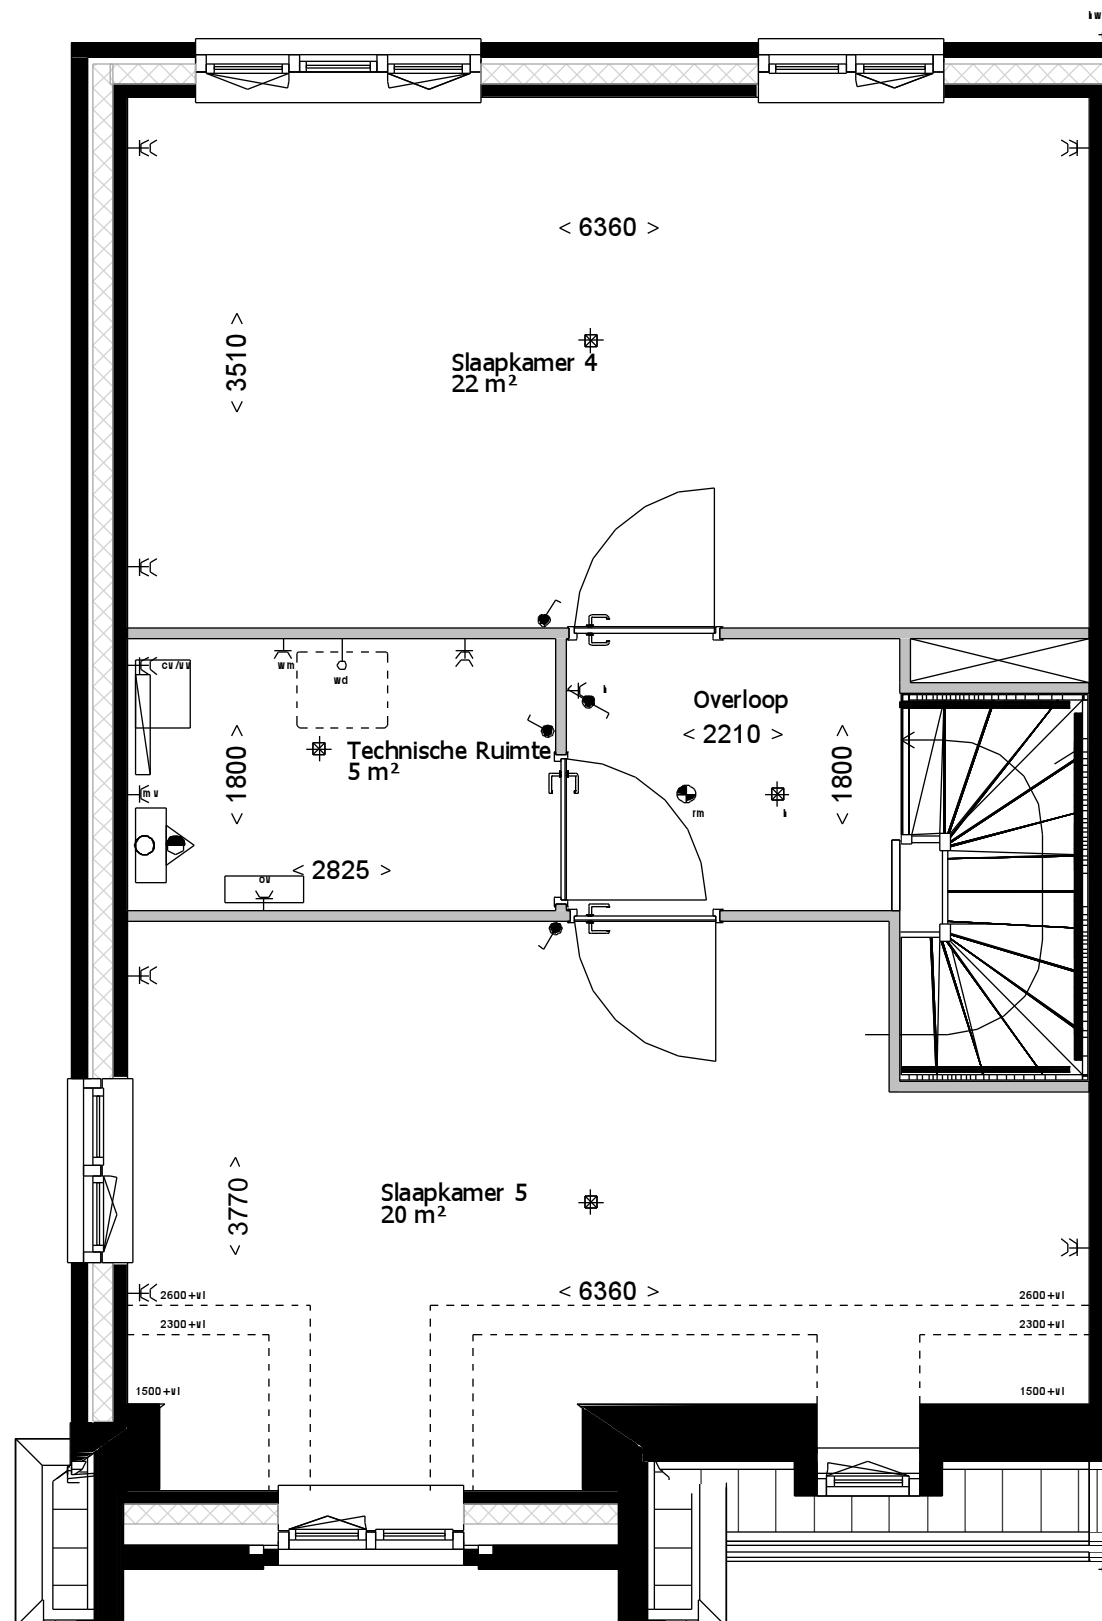 < 6360 >
< 3510 >
Slaapkamer 4
22 m²
cv/vv
wm
wd
Overloop
< 2210 >
Technische Ruimte
5 m²
< 1800 >
< 1800 >
mv
rm
< 2825 >
ov
Slaapkamer 5
20 m²
< 3770 >
< 6360 >
2600+vl
2600+vl
2300+vl
2300+vl
1500+vl
1500+vl